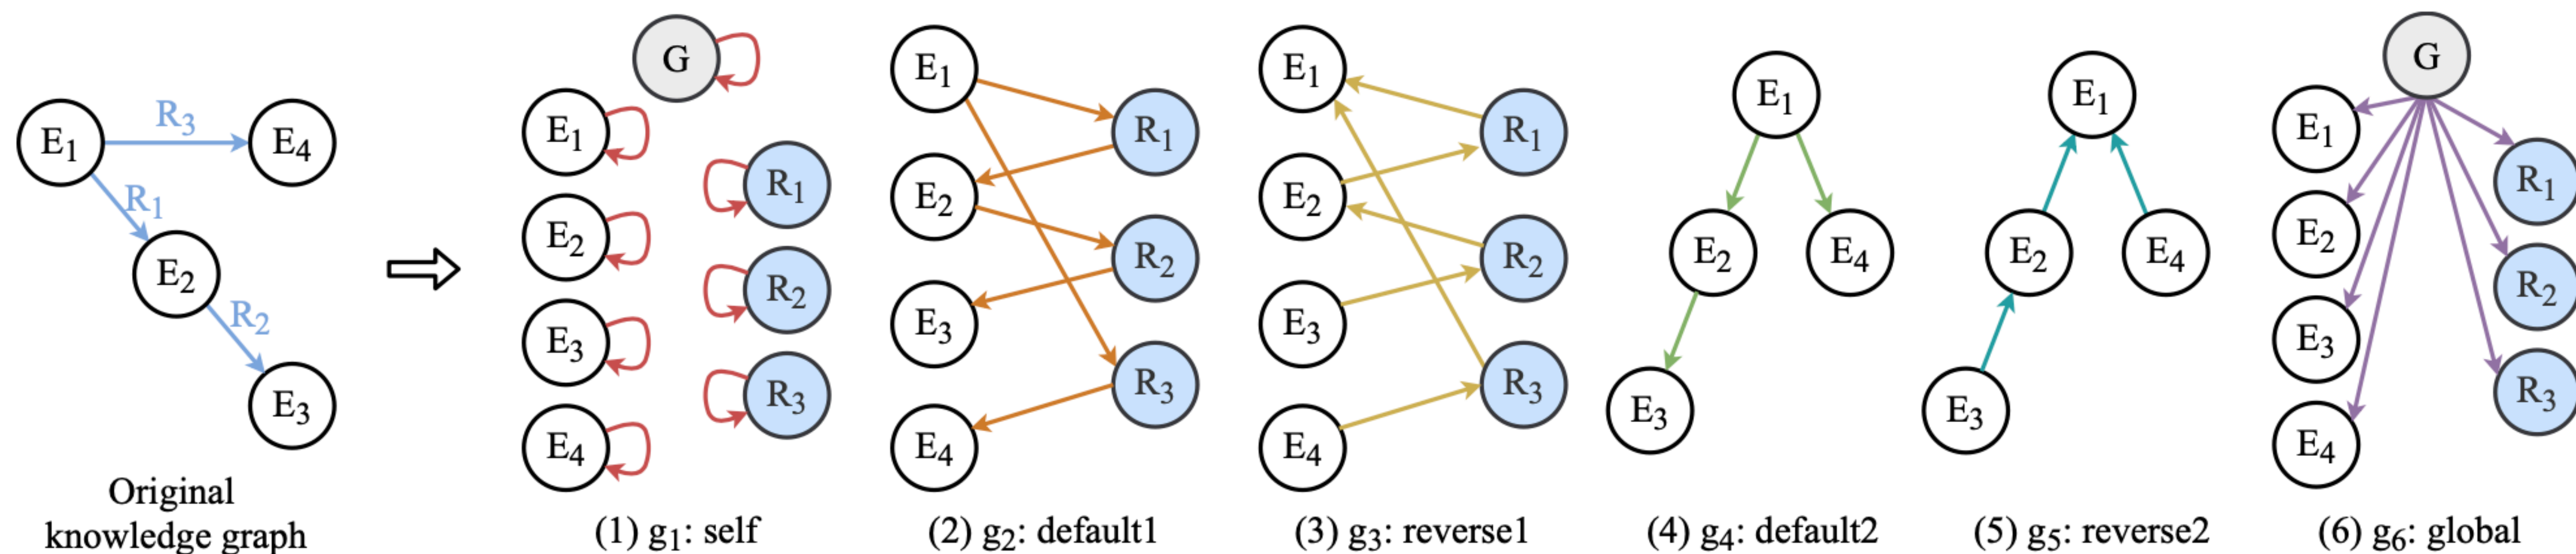 E₁
R₃
E₄
R₁
E₂
R₂
E₃
Original
knowledge graph
G
E₁
E₂
E₃
E₄
R₁
R₂
R₃
(1) g₁: self
E₁
E₂
E₃
E₄
R₁
R₂
R₃
(2) g₂: default1
E₁
E₂
E₃
E₄
R₁
R₂
R₃
(3) g₃: reverse1
E₁
E₂
E₄
E₃
(4) g₄: default2
E₁
E₂
E₄
E₃
(5) g₅: reverse2
G
E₁
E₂
E₃
E₄
R₁
R₂
R₃
(6) g₆: global